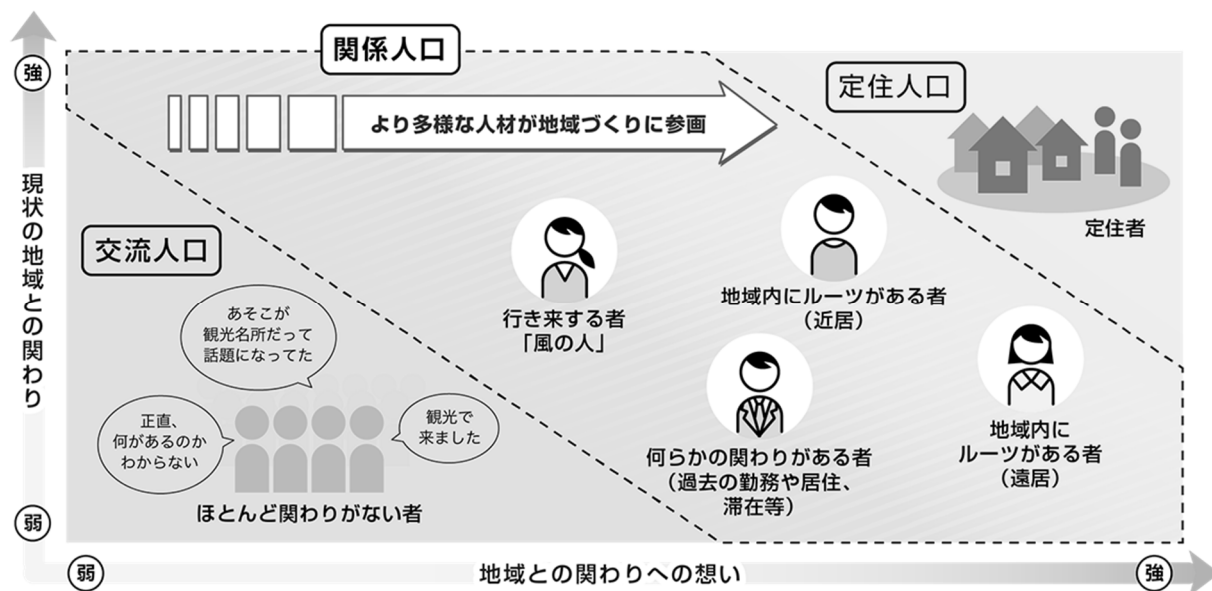 関係人口
強
定住人口
より多様な人材が地域づくりに参画
現状の地域との関わり
定住者
交流人口
地域内にルーツがある者
（近居）
行き来する者
「風の人」
あそこが
観光名所だって
話題になってた
正直、
何があるのか
わからない
観光で
来ました
何らかの関わりがある者
（過去の勤務や居住、
滞在等）
地域内に
ルーツがある者
（遠居）
ほとんど関わりがない者
弱
弱
地域との関わりへの想い
強